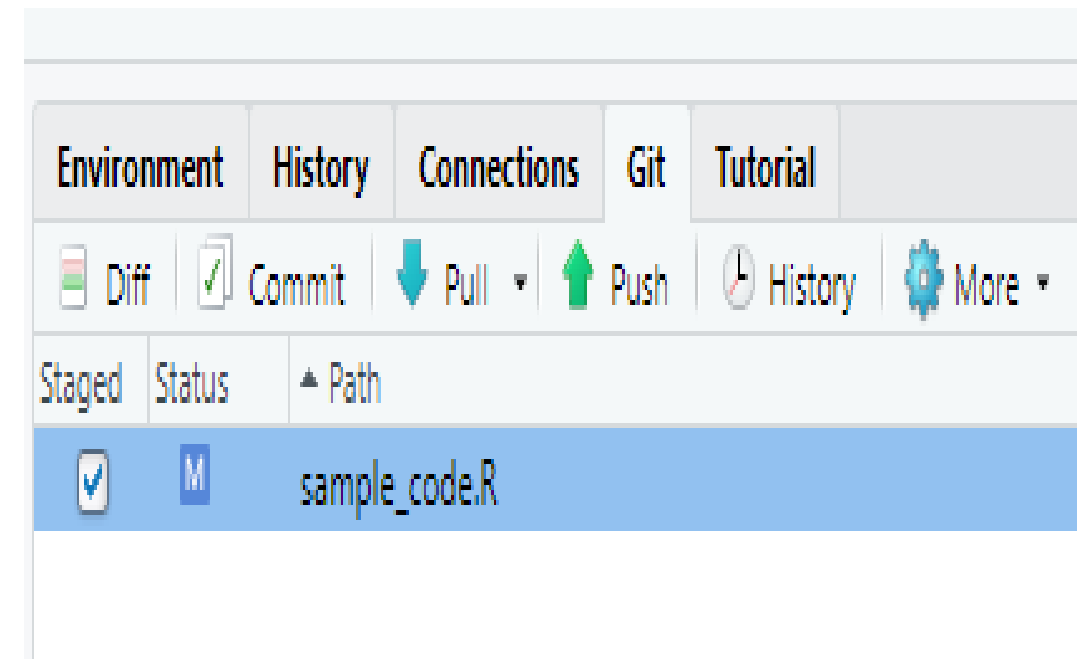 Environment History Connections Git Tutorial
Diff Commit Pull Push History More
Staged Status Path
M sample_code.R